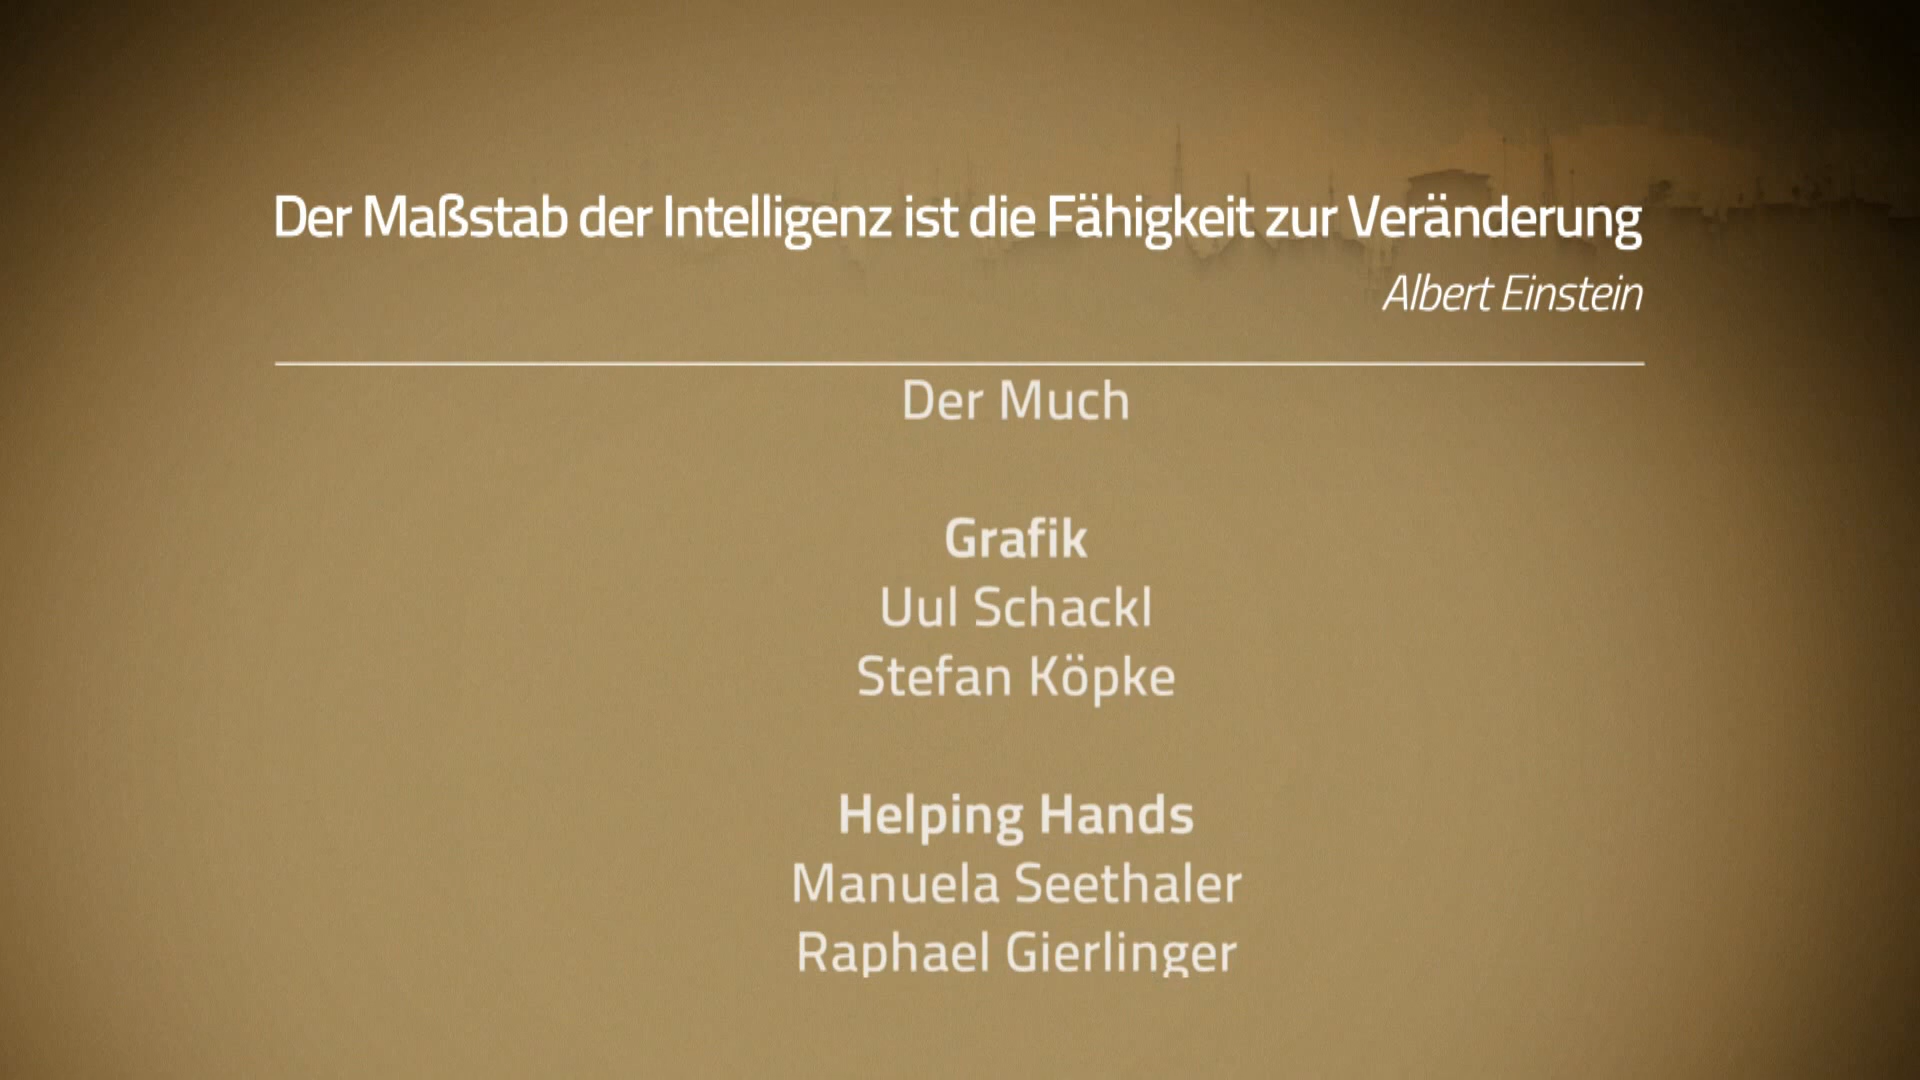 Der Maßstab der Intelligenz ist die Fähigkeit zur Veränderung
Albert Einstein
Der Much
Grafik
Uul Schackl
Stefan Köpke
Helping Hands
Manuela Seethaler
Raphael Gierlinger